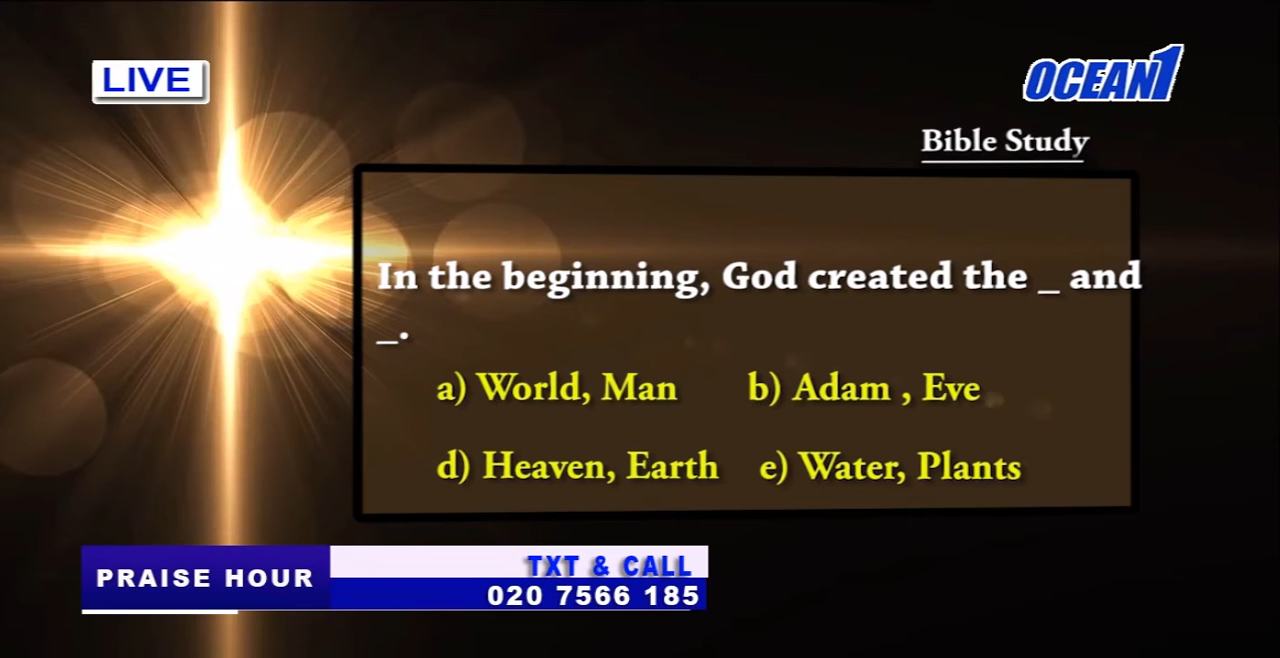 LIVE
OCEAN1
Bible Study
In the beginning, God created the _ and
_.
a) World, Man b) Adam , Eve
d) Heaven, Earth e) Water, Plants
PRAISE HOUR
TXT & CALL
020 7566 185